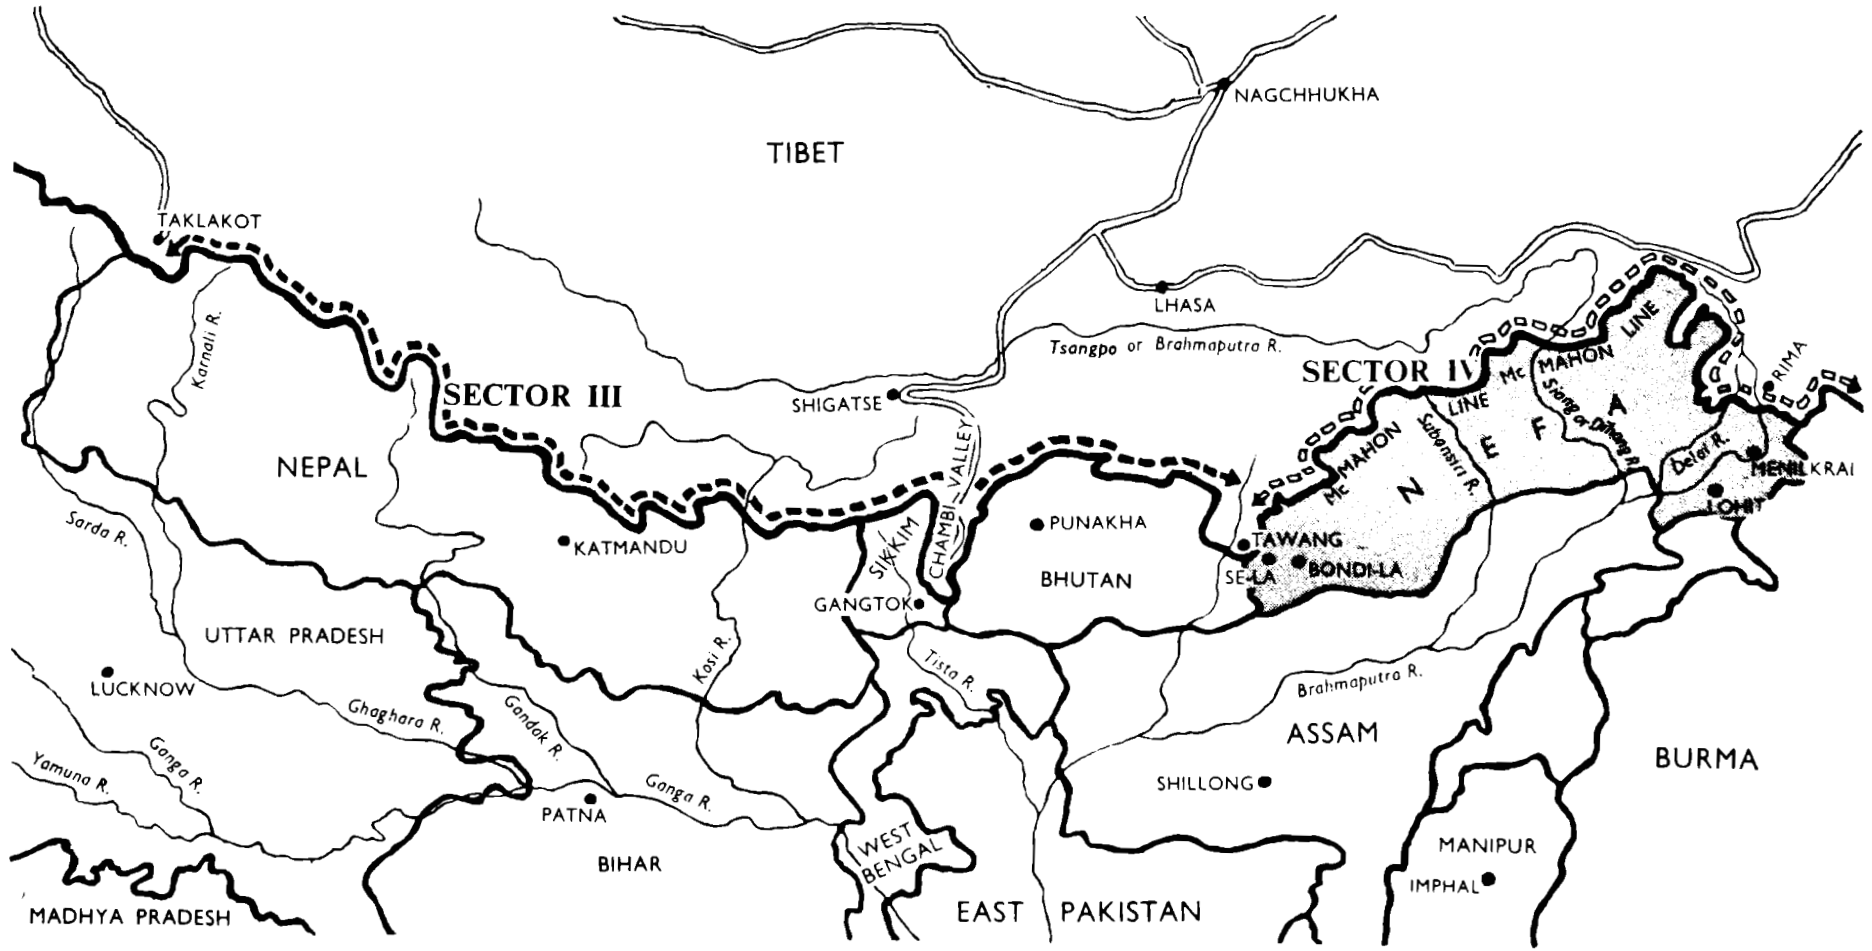 NAGCHHUKHA
TIBET
TAKLAKOT
LHASA
Karnali R.
Tsangpo or Brahmaputra R.
SECTOR III
SHIGATSE
SECTOR IV
Mc MAHON LINE
Mc MAHON LINE
RIMA
NEPAL
CHAMBI VALLEY
N E F A
Subansiri R.
Siang or Dihang R.
Delai R.
MENILKRAI
LOHIT
Sarda R.
KATMANDU
SIKKIM
PUNAKHA
TAWANG
SE-LA
BONDI-LA
BHUTAN
GANGTOK
UTTAR PRADESH
LUCKNOW
Kosi R.
Tista R.
Brahmaputra R.
Ghaghara R.
Gandak R.
ASSAM
BURMA
Yamuna R.
Ganga R.
Ganga R.
SHILLONG
PATNA
BIHAR
WEST
BENGAL
MANIPUR
IMPHAL
MADHYA PRADESH
EAST PAKISTAN